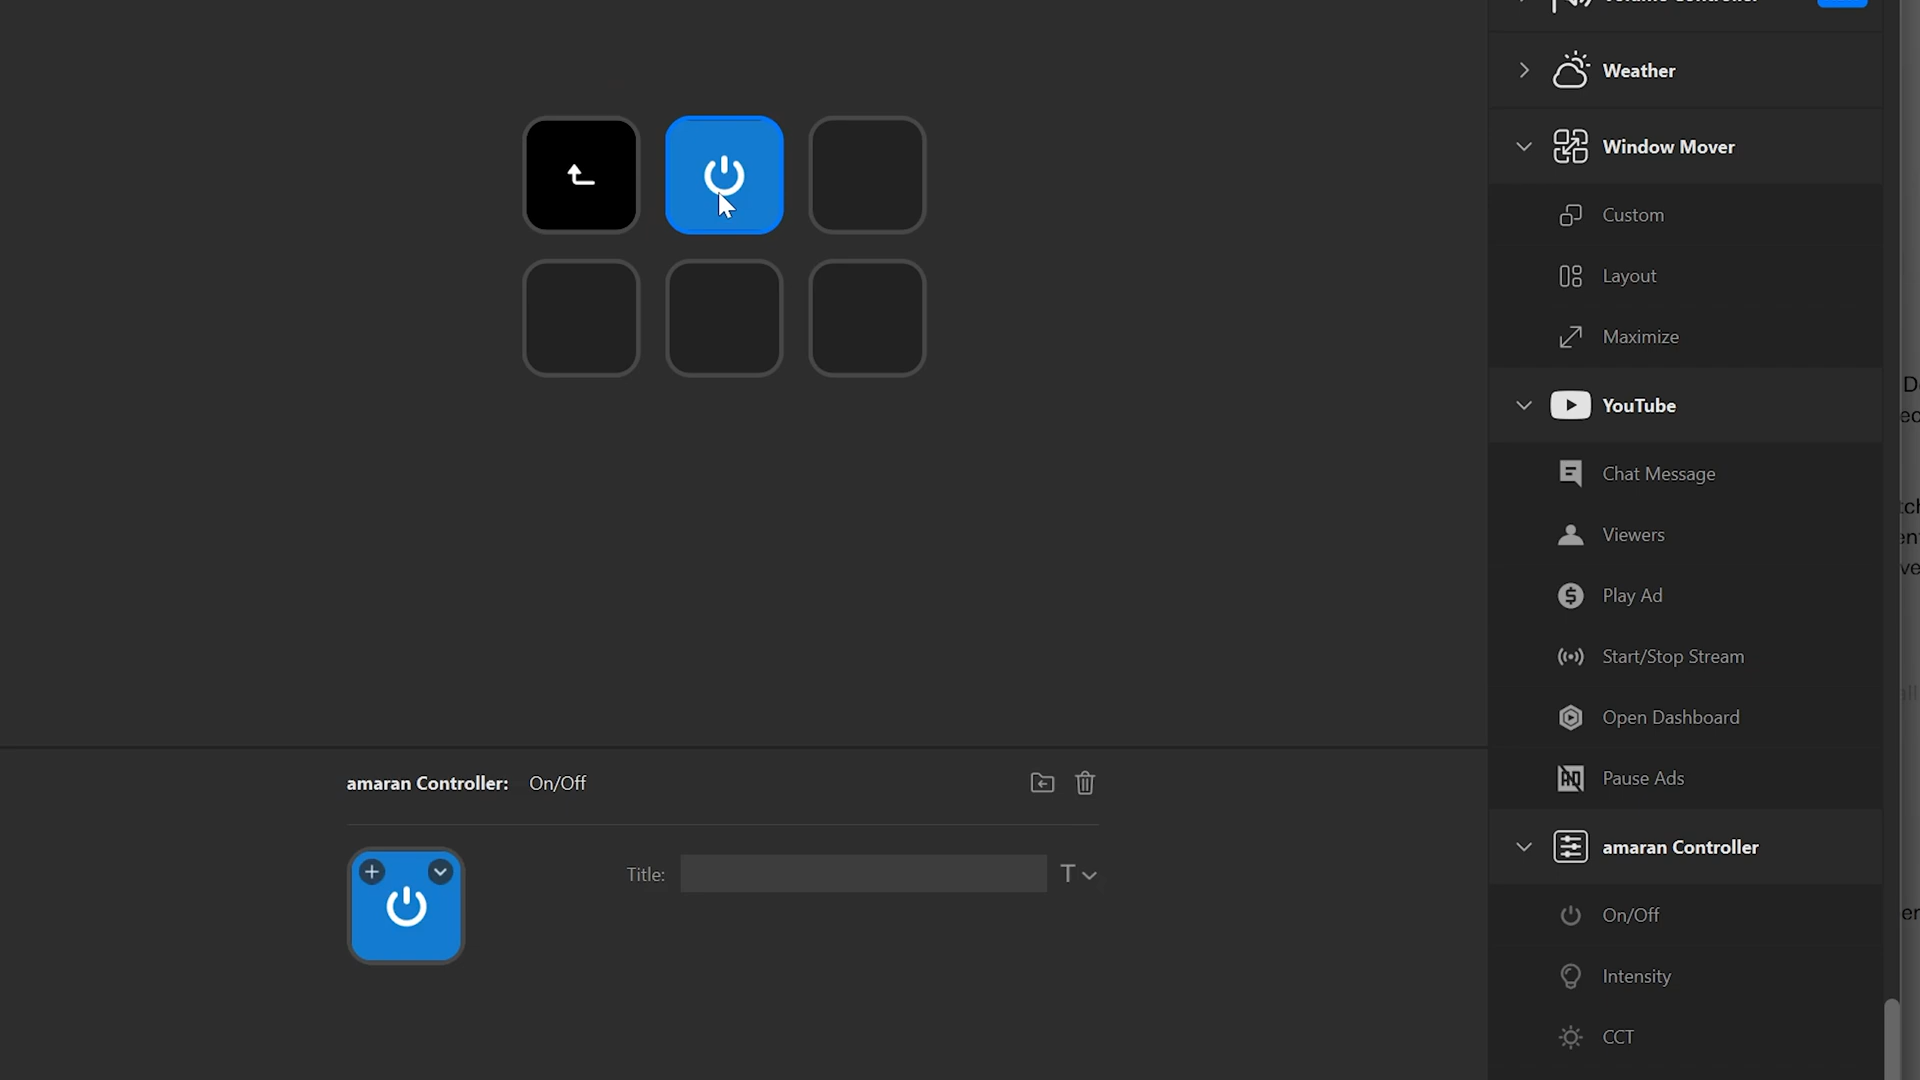 Weather
Window Mover
Custom
Layout
Maximize
YouTube
Chat Message
Viewers
Play Ad
Start/Stop Stream
Open Dashboard
Pause Ads
amaran Controller
On/Off
Intensity
CCT
amaran Controller: On/Off
Title:
T